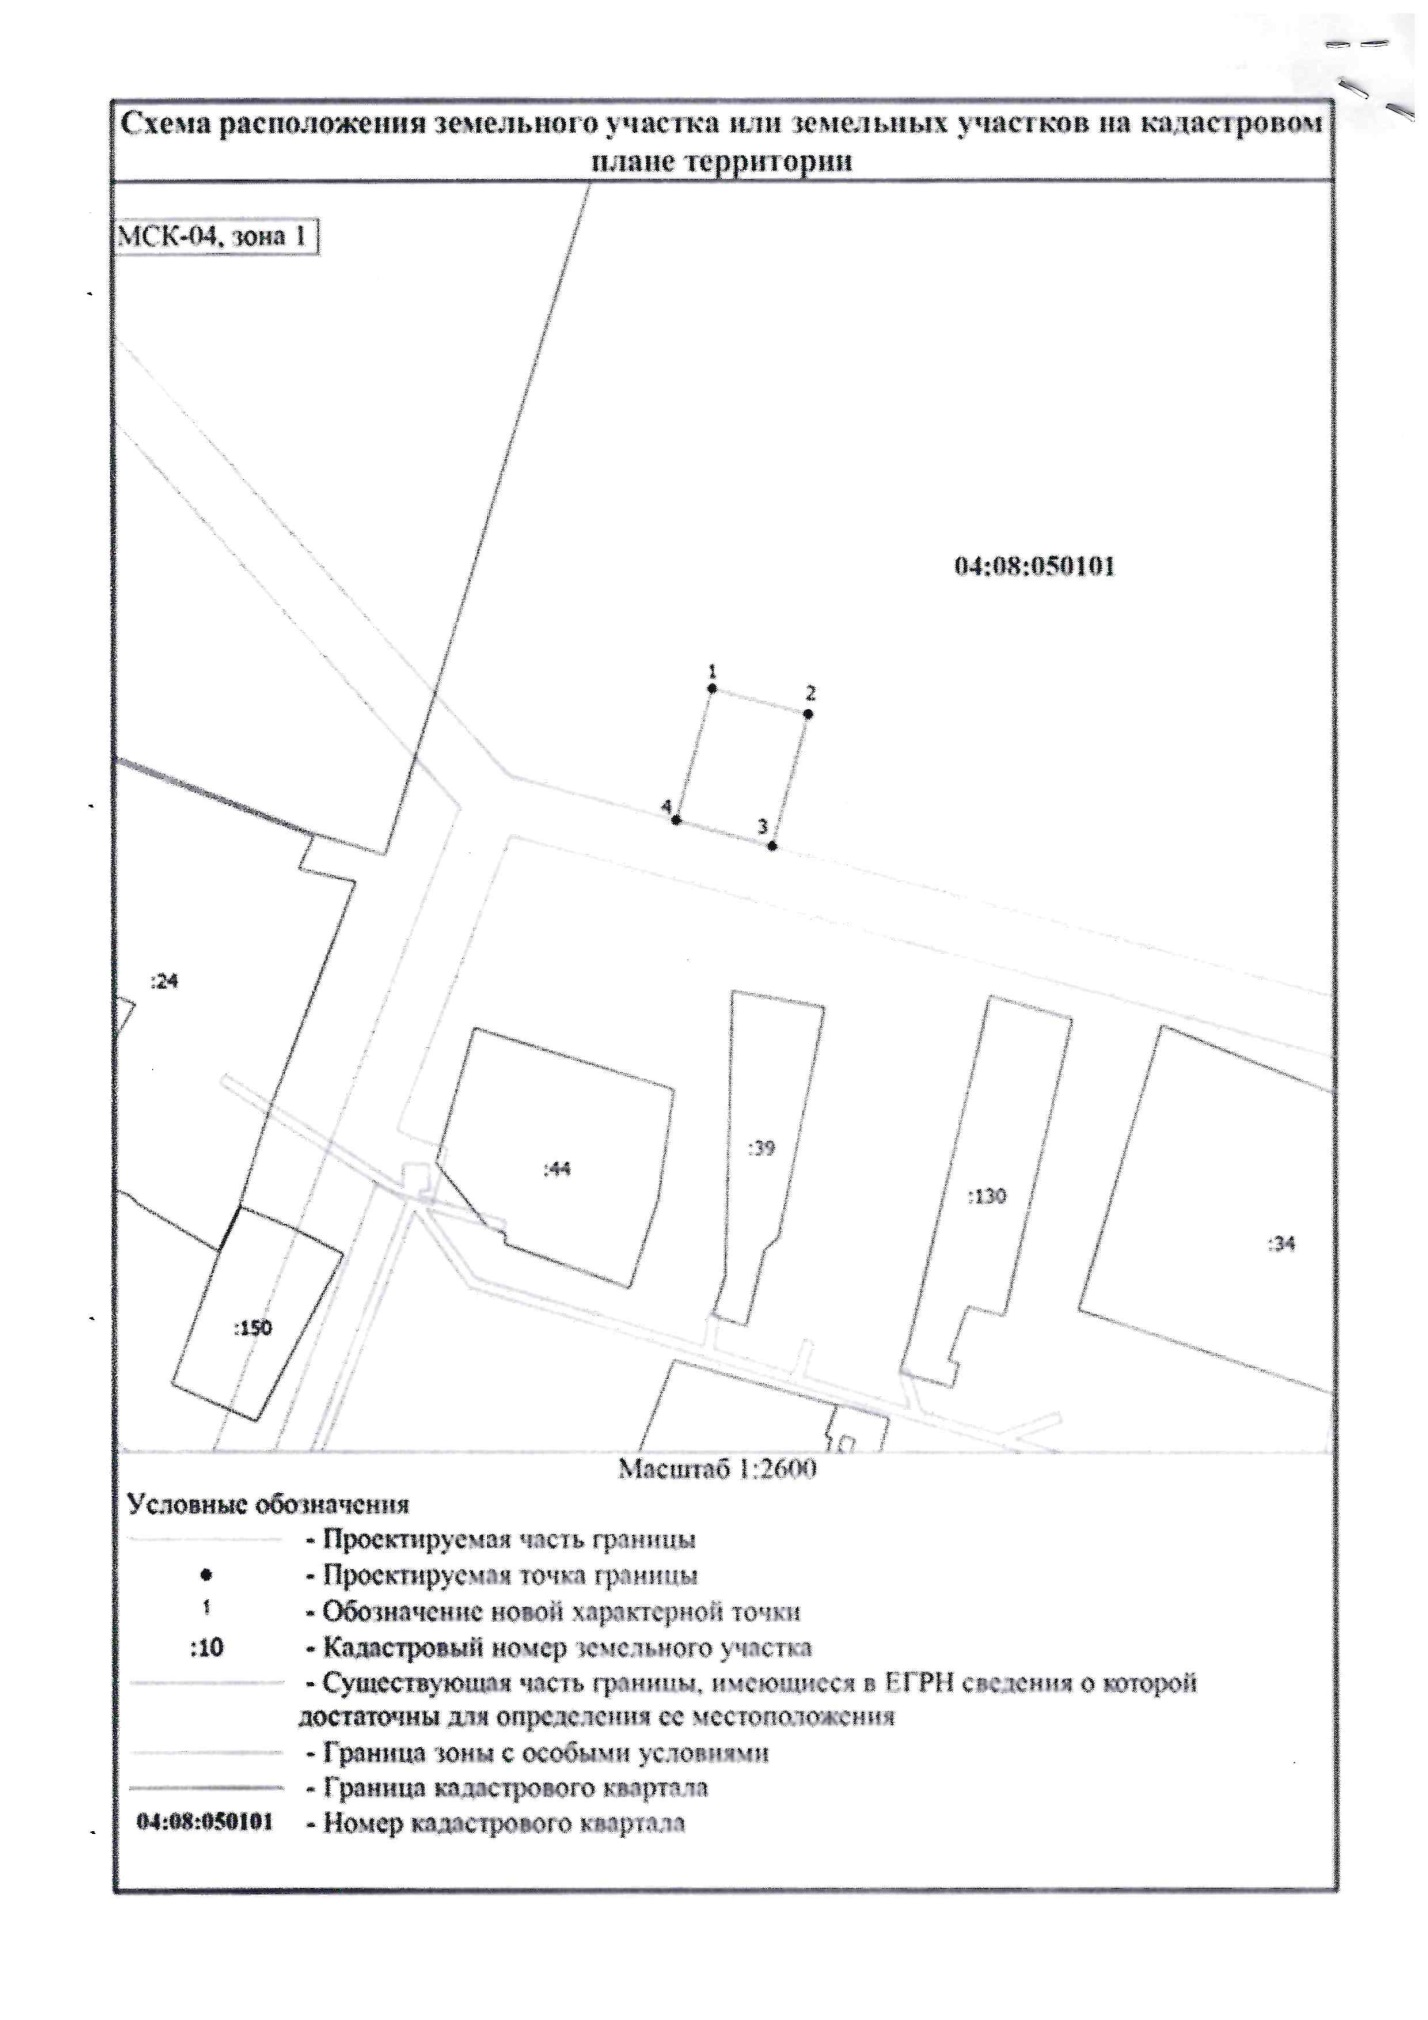 Схема расположения земельного участка или земельных участков на кадастровом
плане территории
МСК-04, зона 1
04:08:050101
1
2
4
3
:24
:39
:44
:130
:34
:150
Масштаб 1:2600
Условные обозначения
- Проектируемая часть границы
- Проектируемая точка границы
1 - Обозначение новой характерной точки
:10 - Кадастровый номер земельного участка
- Существующая часть границы, имеющиеся в ЕГРН сведения о которой
достаточны для определения ее местоположения
- Граница зоны с особыми условиями
- Граница кадастрового квартала
04:08:050101 - Номер кадастрового квартала